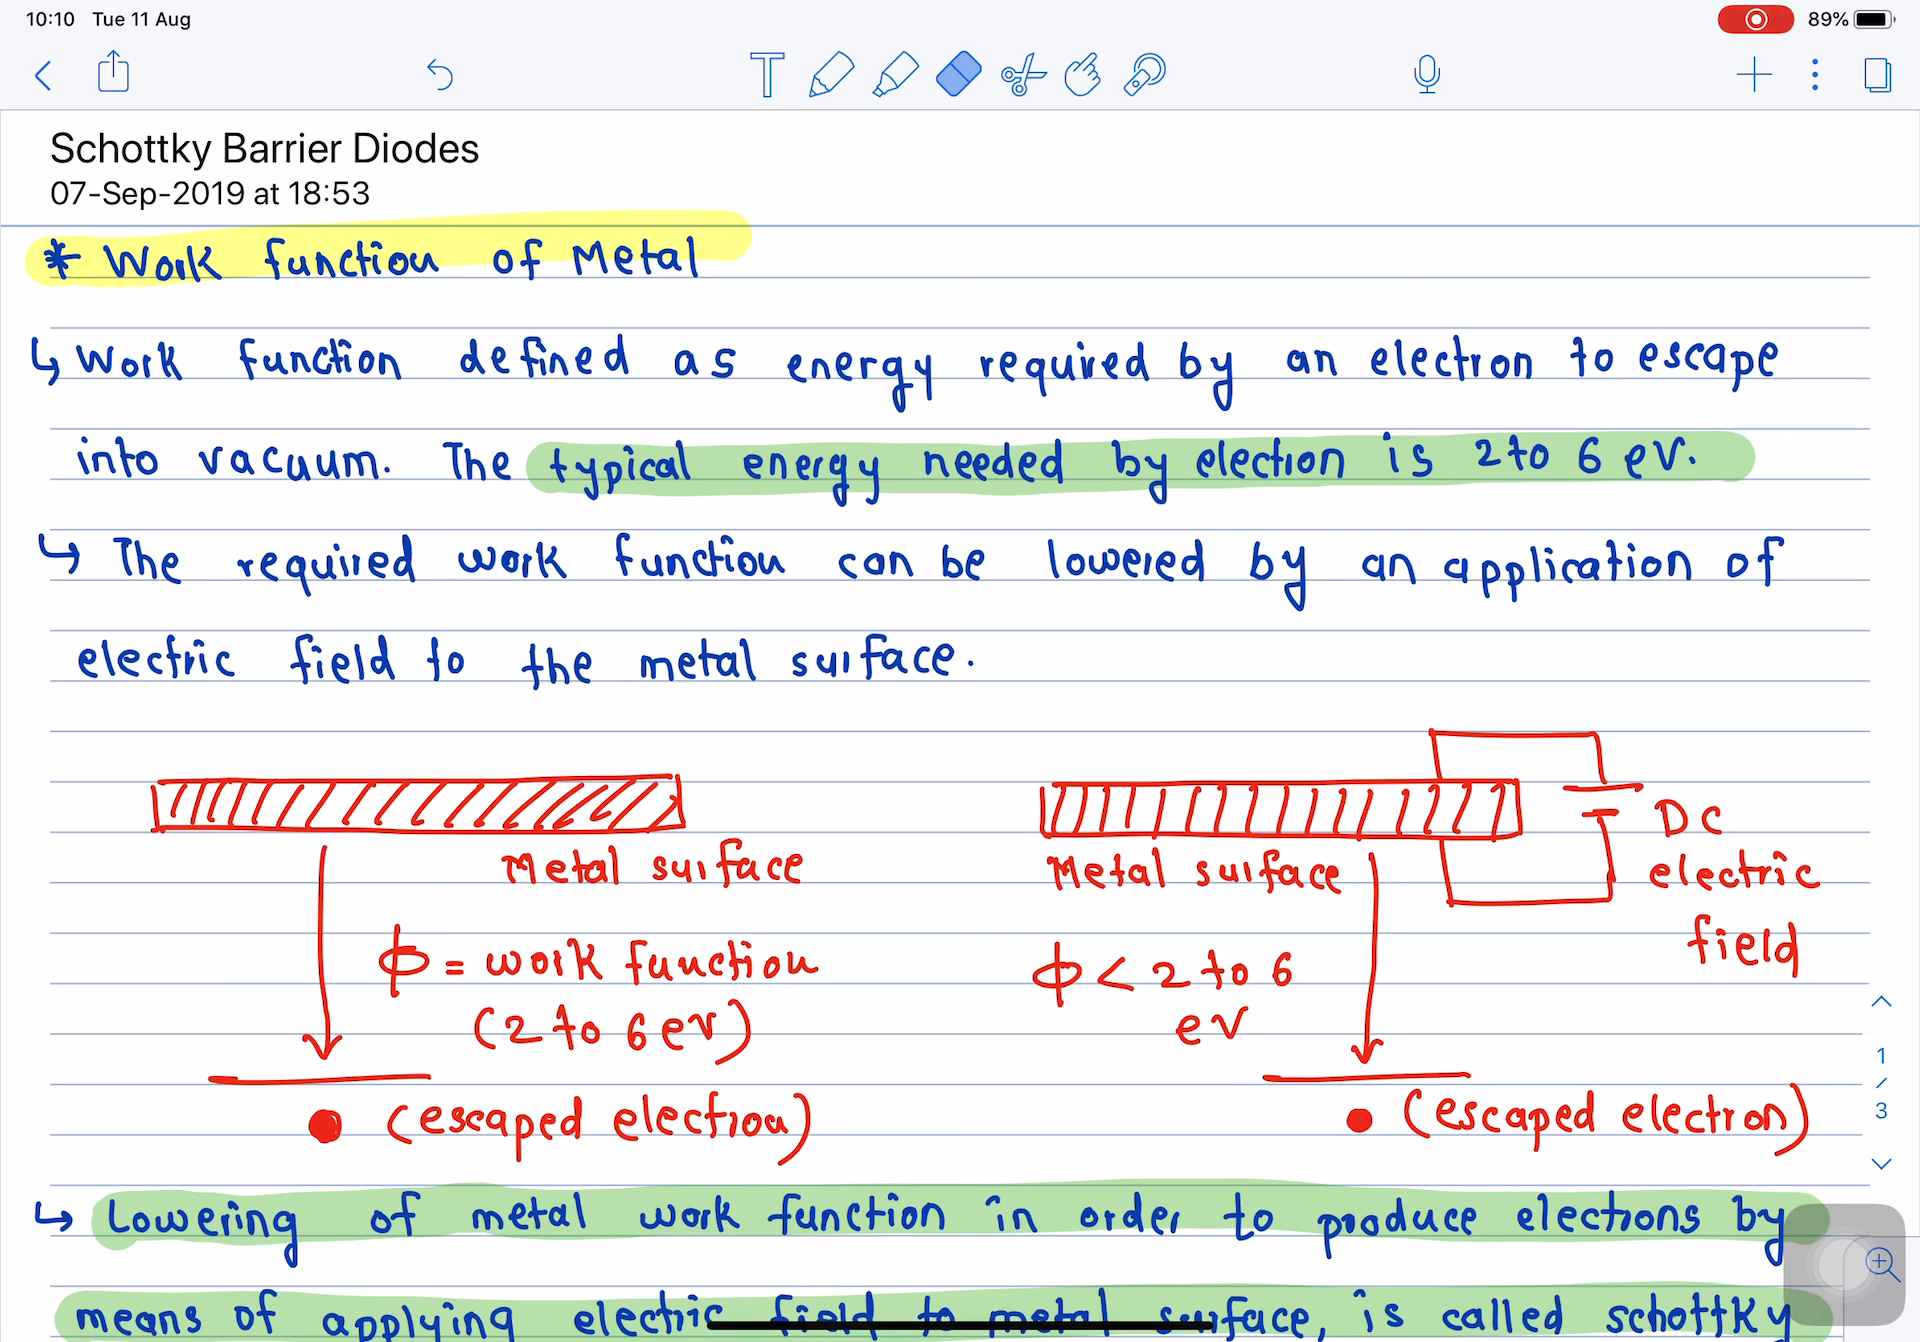 10:10 Tue 11 Aug
89%
Schottky Barrier Diodes
07-Sep-2019 at 18:53
* Work function of Metal
↳ Work function defined as energy required by an electron to escape
into vacuum. The typical energy needed by electron is 2 to 6 eV.
↳ The required work function can be lowered by an application of
electric field to the metal surface.
Metal surface
ϕ = work function
(2 to 6 eV)
(escaped electron)
Metal surface
DC
electric
field
ϕ < 2 to 6
eV
(escaped electron)
1
/
3
↳ Lowering of metal work function in order to produce electrons by
means of applying electric field to metal surface, is called schottky